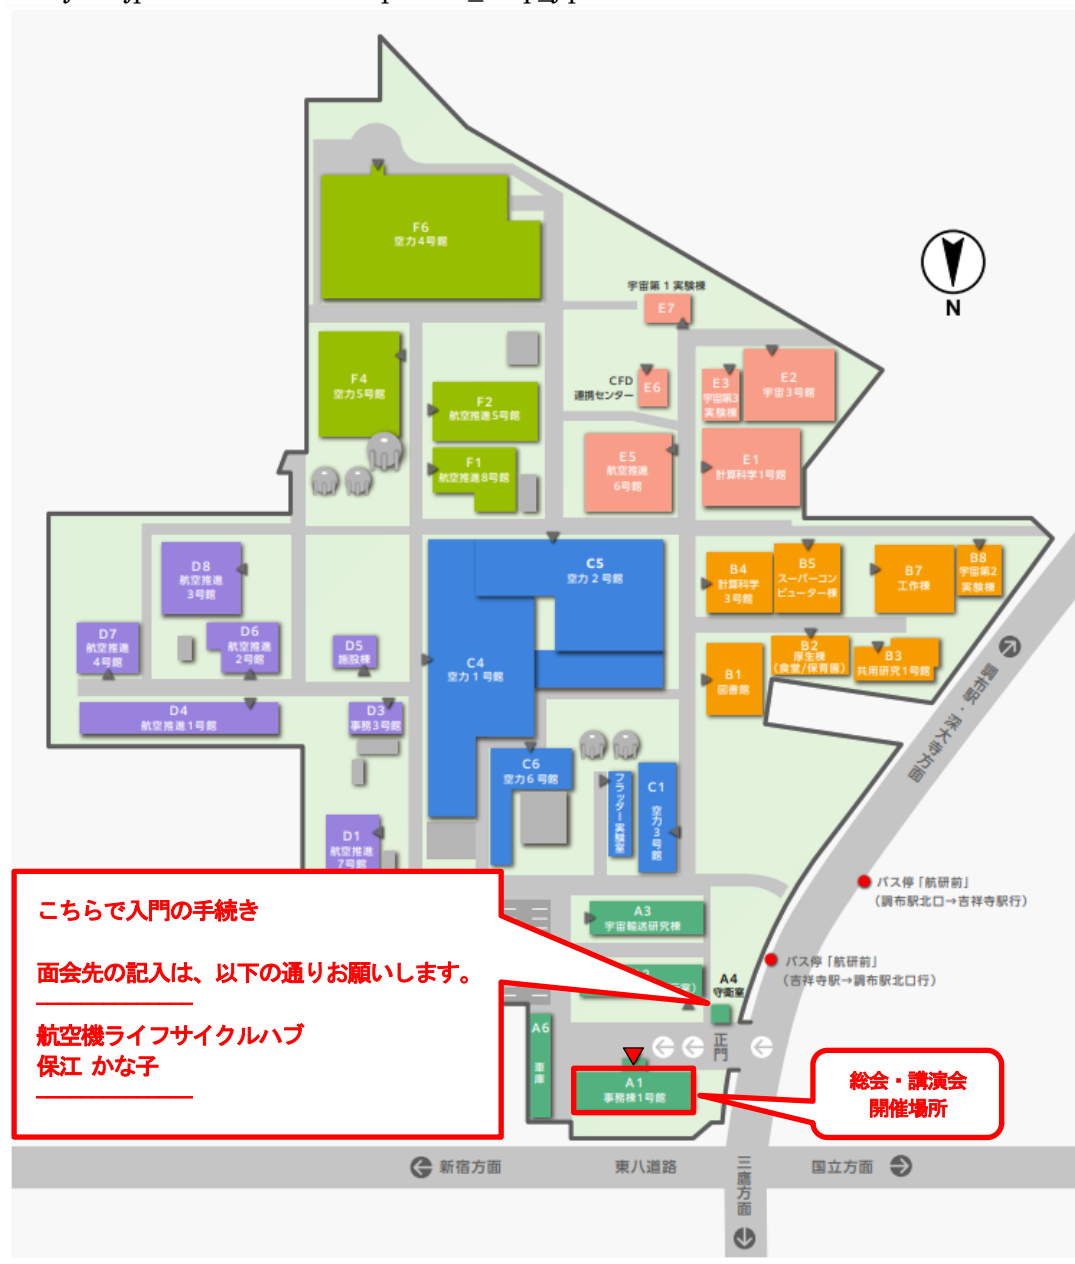 F6
空力4号館
宇宙第1実験棟
E7
N
F4
空力5号館
F2
航空推進5号館
F1
航空推進8号館
CFD
連携センター
E6
E3
宇宙第3
実験棟
E2
宇宙3号館
E5
航空推進
6号館
E1
計算科学1号館
D8
航空推進
3号館
D7
航空推進
4号館
D6
航空推進
2号館
D5
施設棟
D4
航空推進1号館
D3
事務3号館
D1
航空推進
7号館
C5
空力2号館
C4
空力1号館
C6
空力6号館
フラッター実験室
C1
空力3号館
B4
計算科学
3号館
B5
スーパーコン
ピューター棟
B7
工作棟
B8
宇宙第2
実験棟
B1
図書館
B2
厚生棟
(食堂/保育園)
B3
共用研究1号館
調布駅・深大寺方面
バス停「航研前」
(調布駅北口→吉祥寺駅行)
バス停「航研前」
(吉祥寺駅→調布駅北口行)
こちらで入門の手続き
面会先の記入は、以下の通りお願いします。
航空機ライフサイクルハブ
保江 かな子
A3
宇宙輸送研究棟
A4
守衛室
正門
A6
車庫
A1
事務棟1号館
総会・講演会
開催場所
新宿方面
東八道路
三鷹方面
国立方面